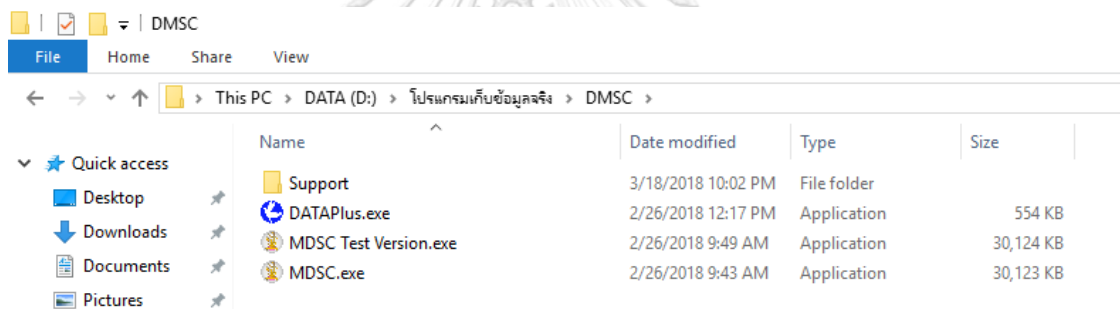 DMSC
File Home Share View
This PC > DATA (D:) > โปรแกรมเก็บข้อมูลจริง > DMSC >
Name Date modified Type Size
Quick access
Desktop
Downloads
Documents
Pictures
Support 3/18/2018 10:02 PM File folder
DATAPlus.exe 2/26/2018 12:17 PM Application 554 KB
MDSC Test Version.exe 2/26/2018 9:49 AM Application 30,124 KB
MDSC.exe 2/26/2018 9:43 AM Application 30,123 KB